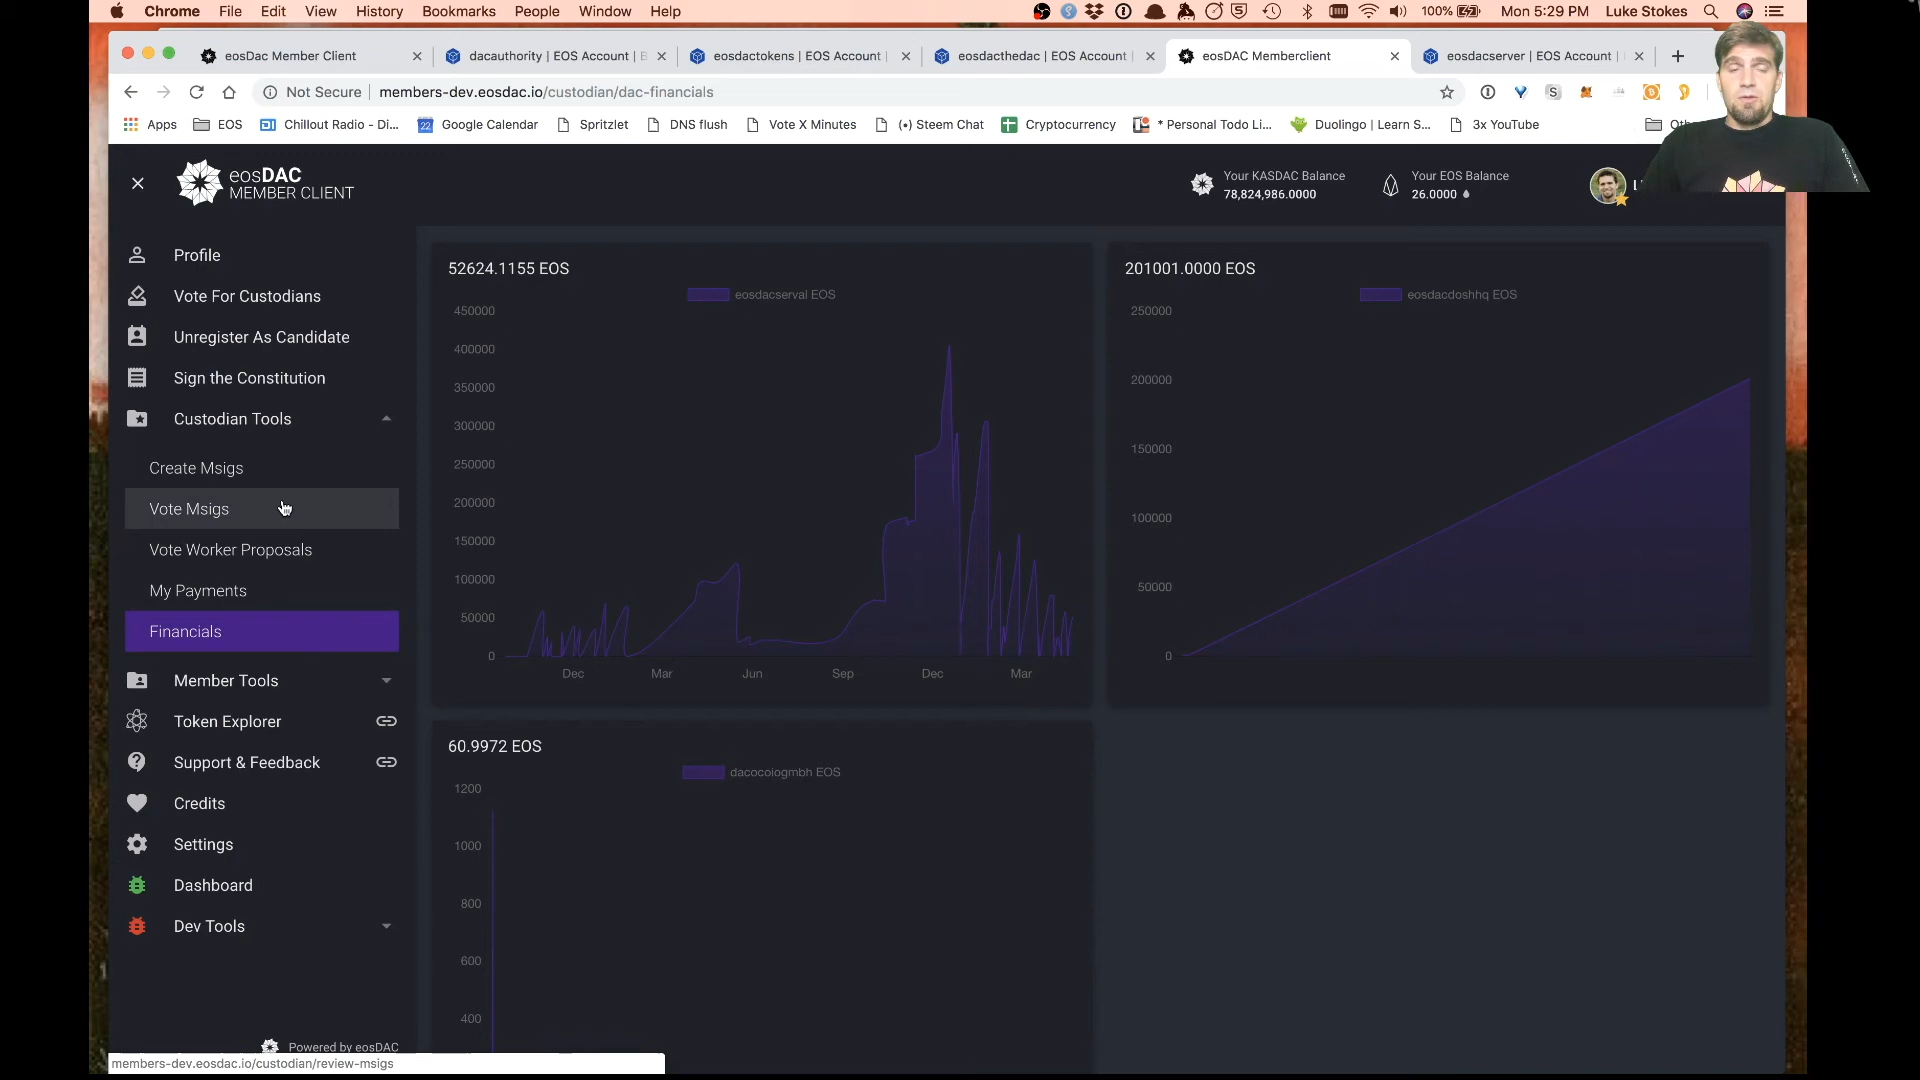 Chrome File Edit View History Bookmarks People Window Help 100% Mon 5:29 PM Luke Stokes
eosDac Member Client
dacauthority | EOS Account | B
eosdactokens | EOS Account |
eosdacthedac | EOS Account |
eosDAC Memberclient
eosdacserver | EOS Account |
Not Secure members-dev.eosdac.io/custodian/dac-financials
Apps EOS Chillout Radio - Di... Google Calendar Spritzlet DNS flush Vote X Minutes (•) Steem Chat Cryptocurrency * Personal Todo Li... Duolingo | Learn S... 3x YouTube
eosDAC
MEMBER CLIENT
Your KASDAC Balance
78,824,986.0000
Your EOS Balance
26.0000
Profile
Vote For Custodians
Unregister As Candidate
Sign the Constitution
Custodian Tools
Create Msigs
Vote Msigs
Vote Worker Proposals
My Payments
Financials
Member Tools
Token Explorer
Support & Feedback
Credits
Settings
Dashboard
Dev Tools
Powered by eosDAC
members-dev.eosdac.io/custodian/review-msigs
52624.1155 EOS
eosdacserval EOS
450000
400000
350000
300000
250000
200000
150000
100000
50000
0
Dec Mar Jun Sep Dec Mar
201001.0000 EOS
eosdacdoshhq EOS
250000
200000
150000
100000
50000
0
60.9972 EOS
dacocoiogmbh EOS
1200
1000
800
600
400